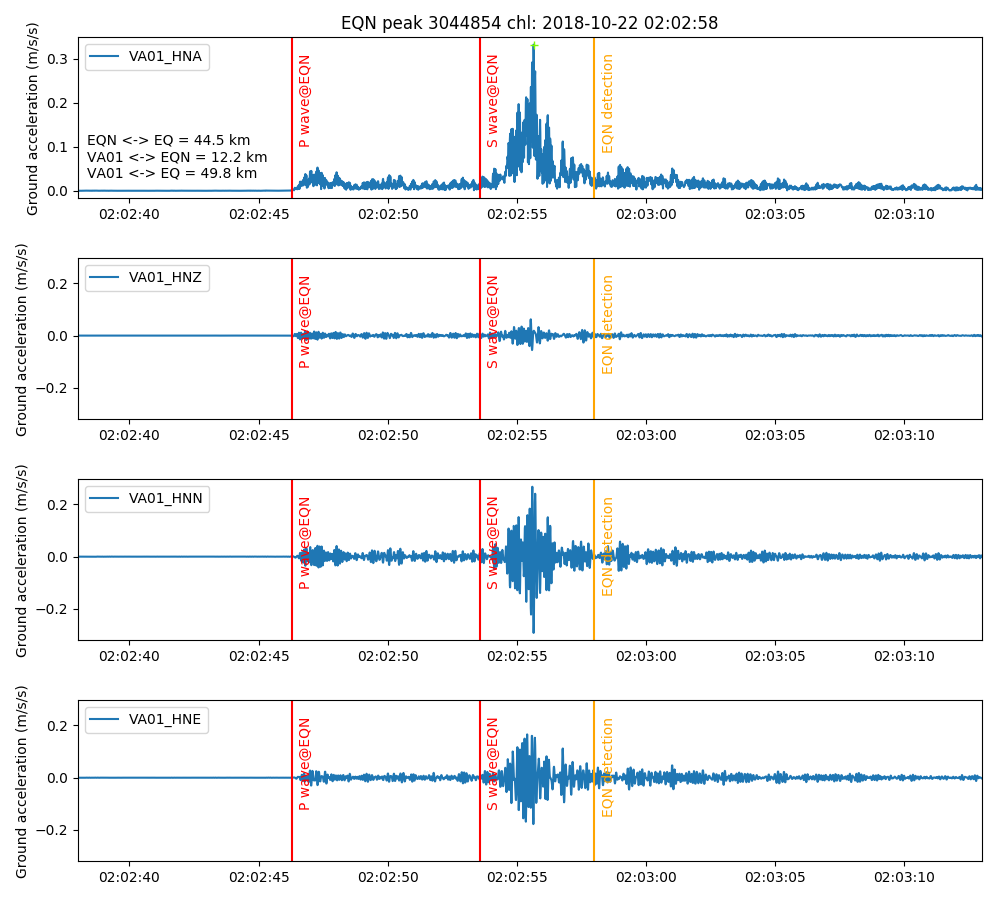 EQN peak 3044854 chl: 2018-10-22 02:02:58
Ground acceleration (m/s/s)
0.3
0.2
0.1
0.0
VA01_HNA
P wave@EQN
S wave@EQN
EQN detection
EQN <-> EQ = 44.5 km
VA01 <-> EQN = 12.2 km
VA01 <-> EQ = 49.8 km
02:02:40 02:02:45 02:02:50 02:02:55 02:03:00 02:03:05 02:03:10
Ground acceleration (m/s/s)
0.2
0.0
−0.2
VA01_HNZ
P wave@EQN
S wave@EQN
EQN detection
02:02:40 02:02:45 02:02:50 02:02:55 02:03:00 02:03:05 02:03:10
Ground acceleration (m/s/s)
0.2
0.0
−0.2
VA01_HNN
P wave@EQN
S wave@EQN
EQN detection
02:02:40 02:02:45 02:02:50 02:02:55 02:03:00 02:03:05 02:03:10
Ground acceleration (m/s/s)
0.2
0.0
−0.2
VA01_HNE
P wave@EQN
S wave@EQN
EQN detection
02:02:40 02:02:45 02:02:50 02:02:55 02:03:00 02:03:05 02:03:10